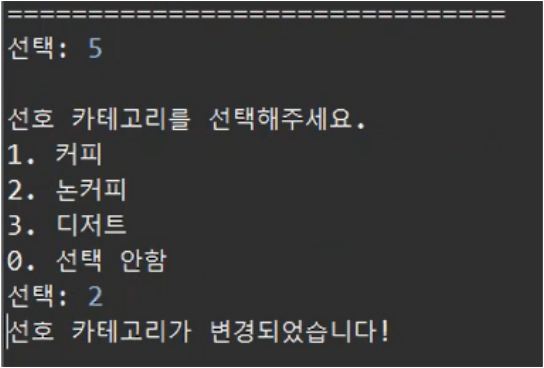 ================================
선택: 5
선호 카테고리를 선택해주세요.
1. 커피
2. 논커피
3. 디저트
0. 선택 안함
선택: 2
선호 카테고리가 변경되었습니다!